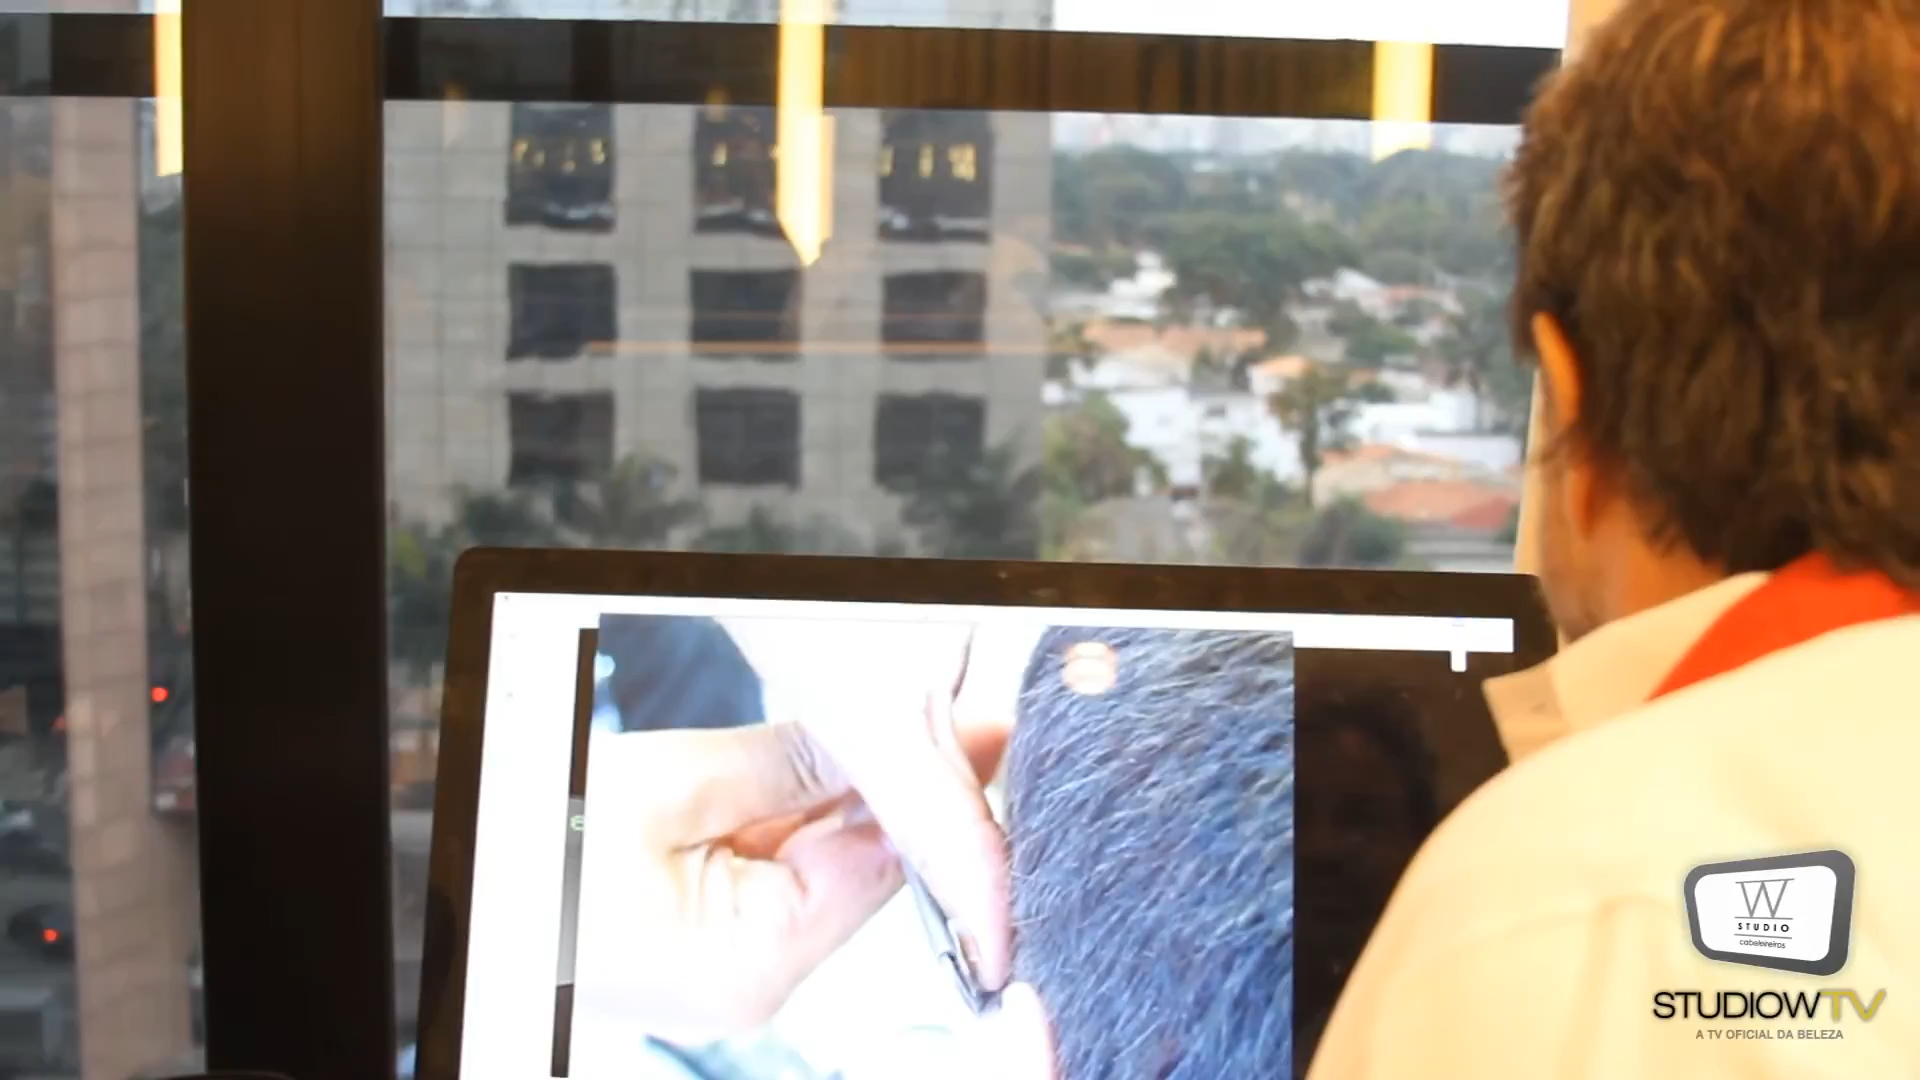 W
STUDIO
cabeleireiros
STUDIOWTV
A TV OFICIAL DA BELEZA